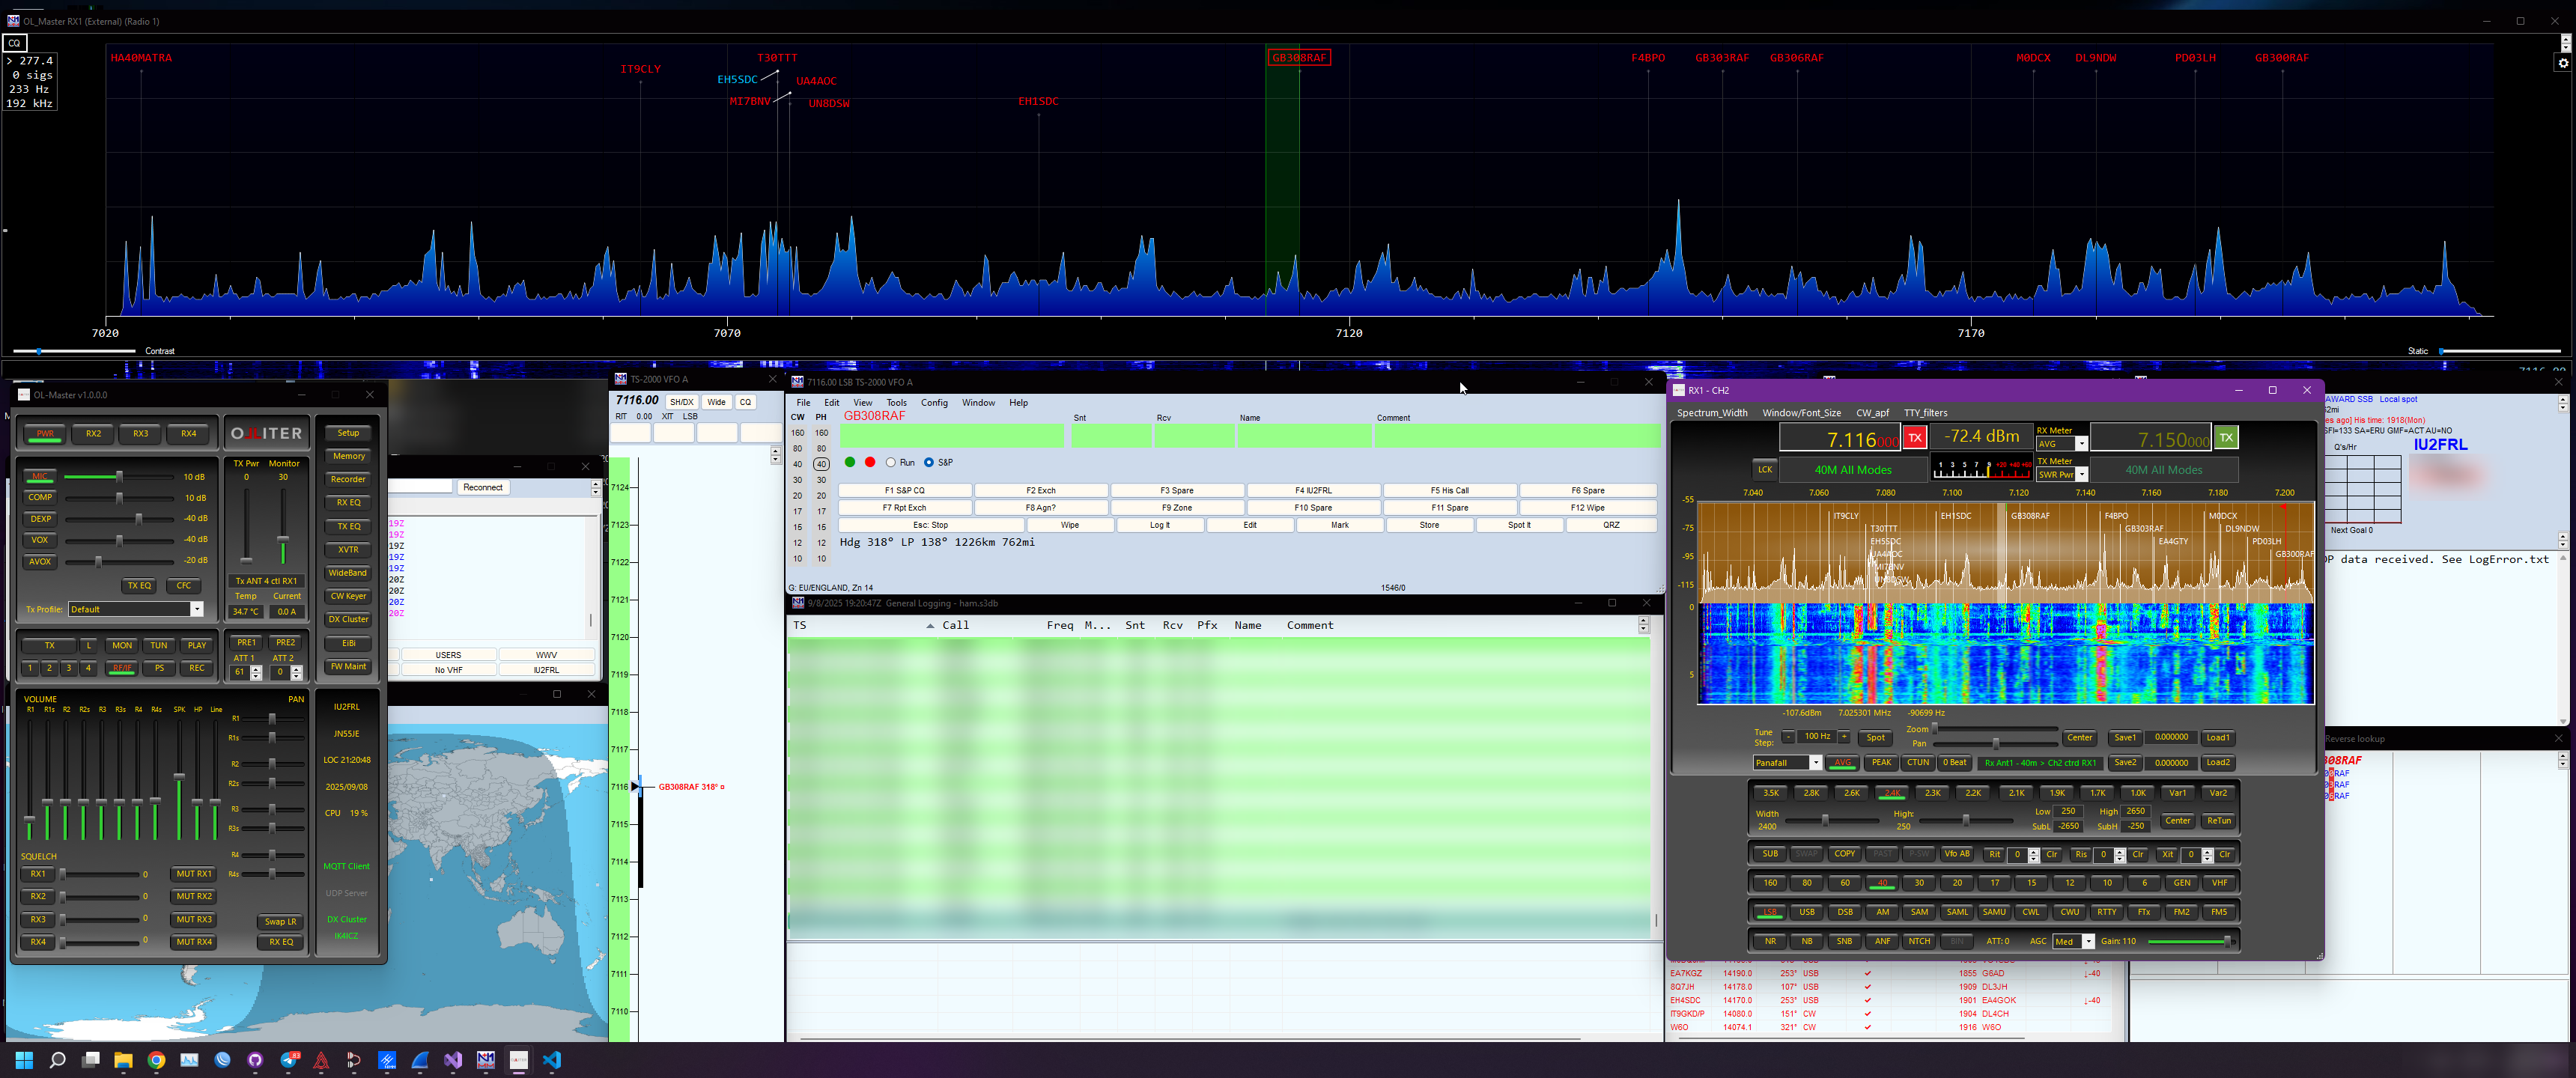 OL_Master RX1 (External) (Radio 1)
CQ
> 277.4
0 sigs
233 Hz
192 kHz
HA40MATRA
IT9CLY
T30TTT
EH5SDC
UA4AOC
MI7BNV
UN8DSW
EH1SDC
GB308RAF
F4BPO
GB303RAF
GB306RAF
M0DCX
DL9NDW
PD03LH
GB300RAF
7020
7070
7120
7170
Contrast
Static
OL-Master v1.0.0.0
PWR RX2 RX3 RX4
OJLITER
Setup
Memory
Recorder
RX EQ
TX EQ
XVTR
WideBand
CW Keyer
DX Cluster
EiBi
FW Maint
MIC 10 dB
COMP 10 dB
DEXP -40 dB
VOX -40 dB
AVOX -20 dB
TX EQ CFC
Tx Profile: Default
TX Pwr Monitor
0 30
Tx ANT 4 ctl RX1
Temp Current
34.7 °C 0.0 A
TX L MON TUN PLAY
1 2 3 4 RF/IF PS REC
PRE1 PRE2
ATT 1 ATT 2
61 0
VOLUME PAN
R1 R1s R2 R2s R3 R3s R4 R4s SPK HP Line
R1
R1s
R2
R2s
R3
R3s
R4
R4s
SQUELCH
RX1 0 MUT RX1
RX2 0 MUT RX2
RX3 0 MUT RX3
RX4 0 MUT RX4
Swap LR
RX EQ
IU2FRL
JN55JE
LOC 21:20:48
2025/09/08
CPU 19 %
MQTT Client
UDP Server
DX Cluster
IK4ICZ
Reconnect
19Z
19Z
19Z
19Z
19Z
20Z
20Z
20Z
20Z
USERS WWV
No VHF IU2FRL
TS-2000 VFO A
7116.00 SH/DX Wide CQ
RIT 0.00 XIT LSB
7124
7123
7122
7121
7120
7119
7118
7117
7116 GB308RAF 318°
7115
7114
7113
7112
7111
7110
7116.00 LSB TS-2000 VFO A
File Edit View Tools Config Window Help
CW PH
160 160
80 80
40 40
30 30
20 20
17 17
15 15
12 12
10 10
GB308RAF Snt Rcv Name Comment
Run S&P
F1 S&P CQ F2 Exch F3 Spare F4 IU2FRL F5 His Call F6 Spare
F7 Rpt Exch F8 Agn? F9 Zone F10 Spare F11 Spare F12 Wipe
Esc: Stop Wipe Log It Edit Mark Store Spot It QRZ
Hdg 318° LP 138° 1226km 762mi
G: EU/ENGLAND, Zn 14 1546/0
9/8/2025 19:20:47Z General Logging - ham.s3db
TS Call Freq M... Snt Rcv Pfx Name Comment
RX1 - CH2
Spectrum_Width Window/Font_Size CW_apf TTY_filters
7.116000 TX -72.4 dBm RX Meter 7.150000 TX
AVG
LCK 40M All Modes 1 3 5 7 9 +20 +40 +60 TX Meter 40M All Modes
SWR Pwr
7.040 7.060 7.080 7.100 7.120 7.140 7.160 7.180 7.200
-55
-75
-95
-115
0
5
IT9CLY EH1SDC GB308RAF F4BPO M0DCX
T30TTT GB303RAF DL9NDW
EH5SDC EA4GTY PD03LH
UA4AOC GB300RAF
MI7BNV
UN8DSW
-107.6dBm 7.025301 MHz -90699 Hz
Tune Step: - 100 Hz + Spot Zoom Pan Center Save1 0.000000 Load1
Panafall AVG PEAK CTUN 0 Beat Rx Ant1 - 40m > Ch2 ctrd RX1 Save2 0.000000 Load2
3.5K 2.8K 2.6K 2.4K 2.3K 2.2K 2.1K 1.9K 1.7K 1.0K Var1 Var2
Width 2400 High: 250 Low 250 High 2650
SubL -2650 SubH -250 Center ReTun
SUB SWAP COPY PAST P-SW Vfo AB Rit 0 Clr Ris 0 Clr Xit 0 Clr
160 80 60 40 30 20 17 15 12 10 6 GEN VHF
LSB USB DSB AM SAM SAML SAMU CWL CWU RTTY FTx FM2 FM5
NR NB SNB ANF NTCH BIN ATT: 0 AGC Med Gain: 110
EA7KGZ 14190.0 253° USB 1855 G6AD ↓-40
8Q7JH 14178.0 107° USB 1909 DL3JH
EH4SDC 14170.0 253° USB 1901 EA4GOK ↓-40
IT9GKD/P 14080.0 151° CW 1904 DL4CH
W6O 14074.1 321° CW 1916 W6O
AWARD SSB Local spot
2mi
es ago] His time: 1918(Mon)
SFI=133 SA=ERU GMF=ACT AU=NO
Q's/Hr
IU2FRL
Next Goal 0
DP data received. See LogError.txt
Reverse lookup
08RAF
RAF
RAF
RAF